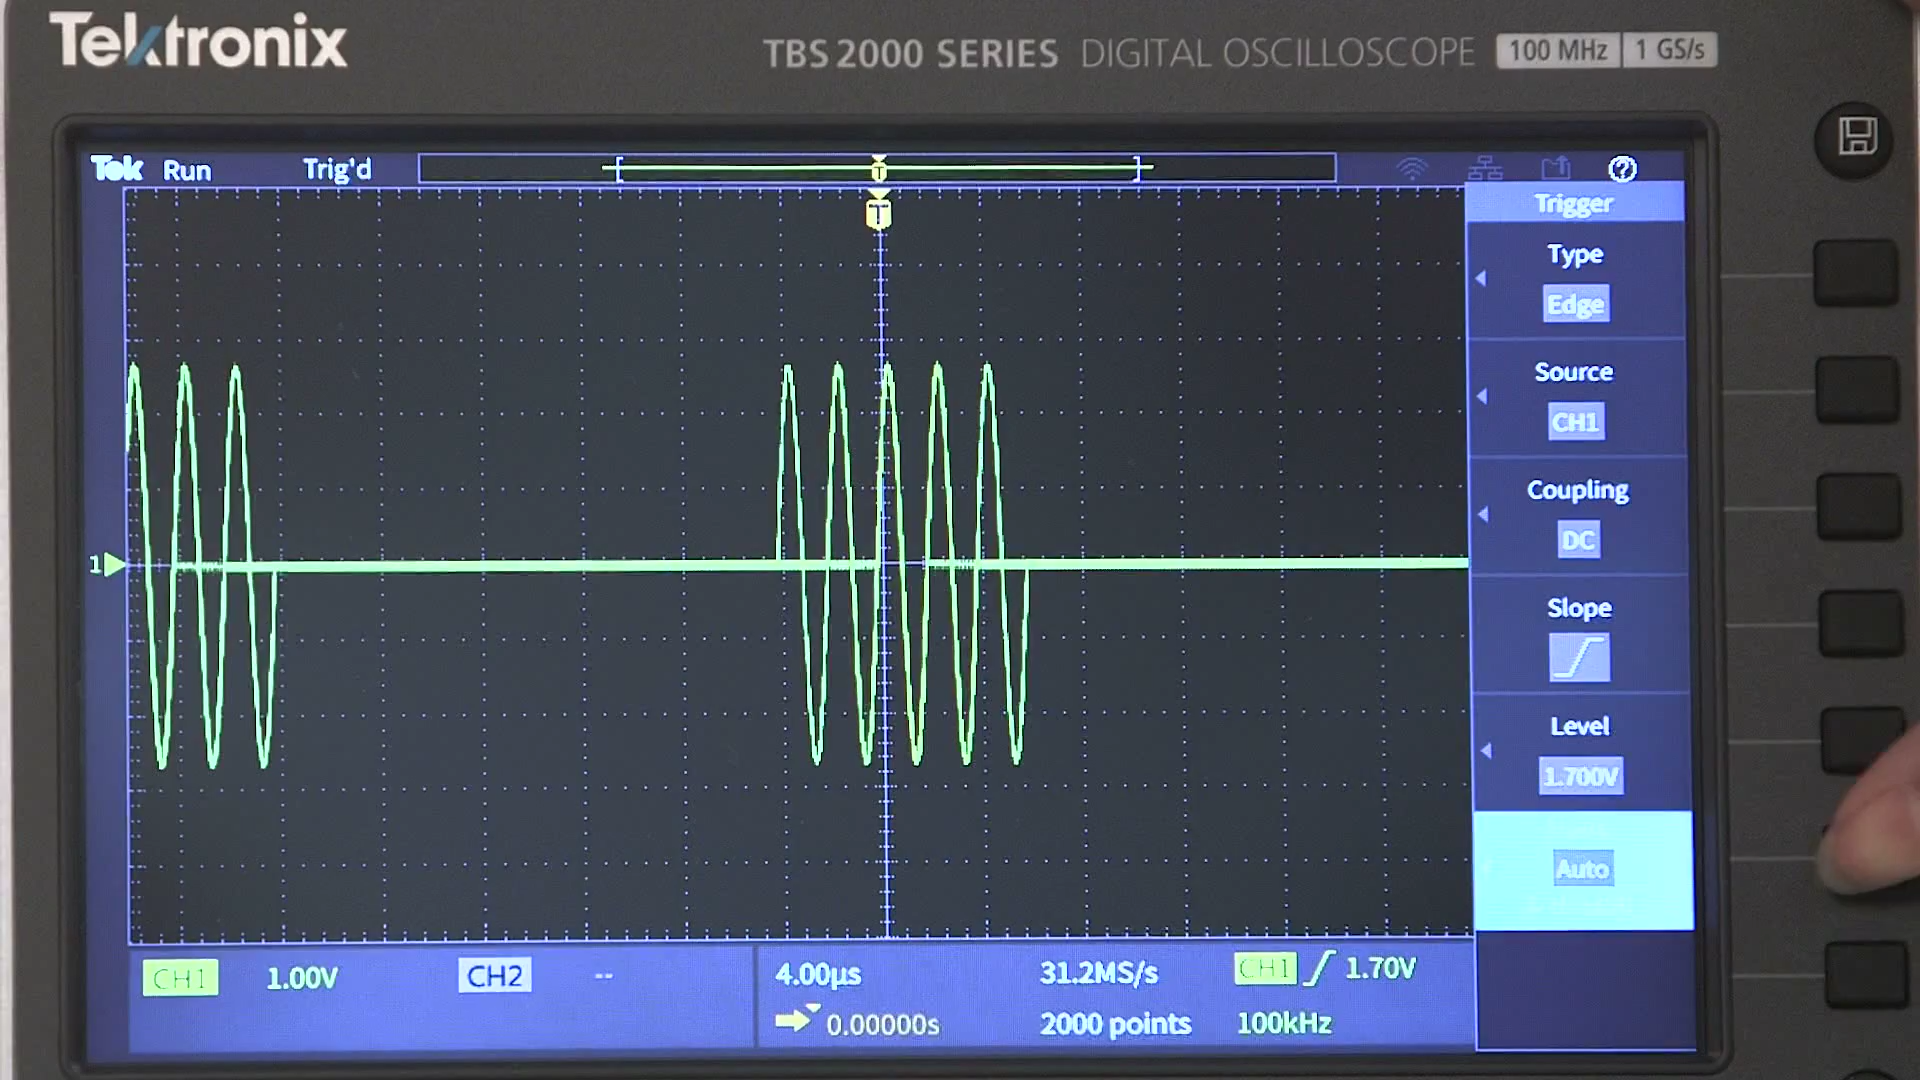 Tektronix
TBS 2000 SERIES DIGITAL OSCILLOSCOPE 100 MHz 1 GS/s
Tek Run Trig'd T ?
T
Trigger
Type
Edge
Source
CH1
Coupling
DC
Slope
Level
1.700V
Auto
1
CH1 1.00V CH2 -- 4.00µs 31.2MS/s CH1 1.70V
0.00000s 2000 points 100kHz